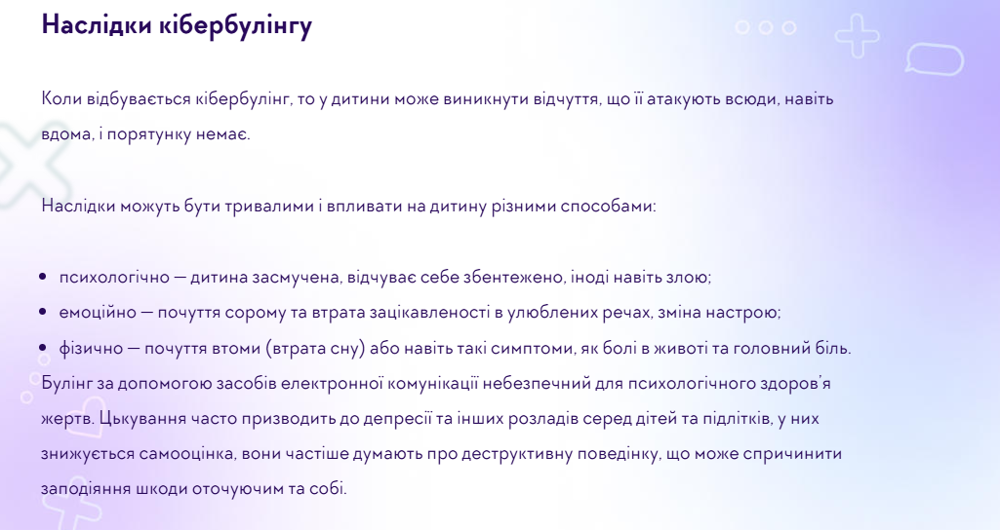 Наслідки кібербулінгу
Коли відбувається кібербулінг, то у дитини може виникнути відчуття, що її атакують всюди, навіть
вдома, і порятунку немає.
Наслідки можуть бути тривалими і впливати на дитину різними способами:
• психологічно — дитина засмучена, відчуває себе збентежено, іноді навіть злою;
• емоційно — почуття сорому та втрата зацікавленості в улюблених речах, зміна настрою;
• фізично — почуття втоми (втрата сну) або навіть такі симптоми, як болі в животі та головний біль.
Булінг за допомогою засобів електронної комунікації небезпечний для психологічного здоров’я
жертв. Цькування часто призводить до депресії та інших розладів серед дітей та підлітків, у них
знижується самооцінка, вони частіше думають про деструктивну поведінку, що може спричинити
заподіяння шкоди оточуючим та собі.